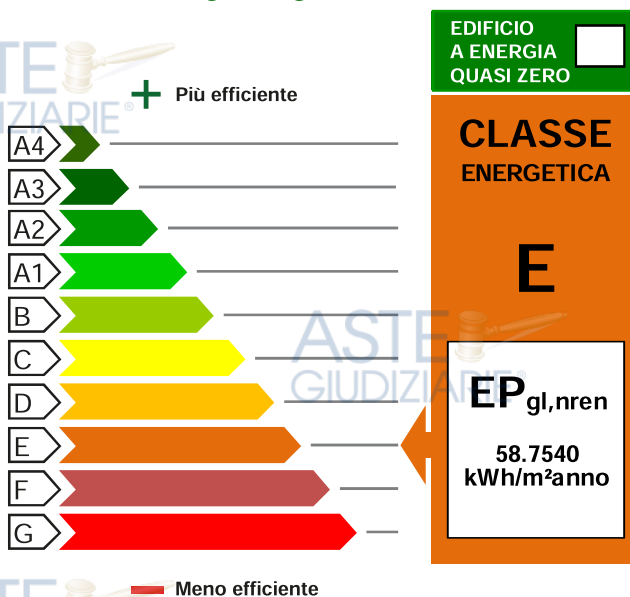 EDIFICIO
A ENERGIA
QUASI ZERO
Più efficiente
CLASSE
ENERGETICA
E
A4
A3
A2
A1
B
C
D
E
F
G
EPgl,nren
58.7540
kWh/m²anno
Meno efficiente
ASTE
GIUDIZIARIE®